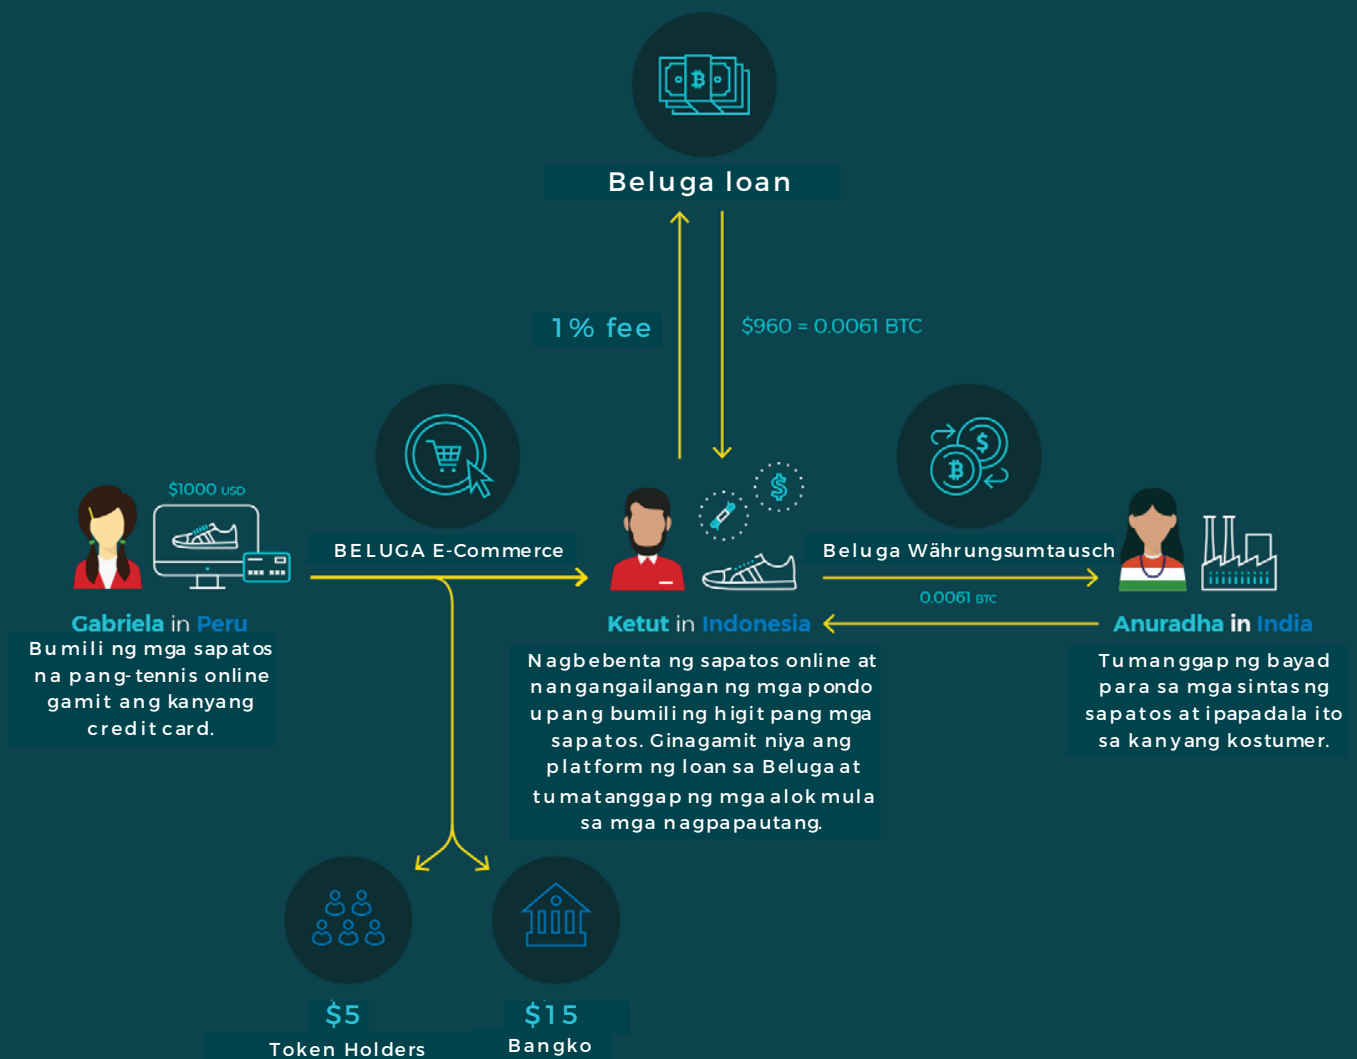 Beluga loan
1% fee
$960 = 0.0061 BTC
$1000 USD
BELUGA E-Commerce
Beluga Währungsumtausch
0.0061 BTC
Gabriela in Peru
Bumili ng mga sapatos
na pang-tennis online
gamit ang kanyang
credit card.
Ketut in Indonesia
Nagbebenta ng sapatos online at
nangangailangan ng mga pondo
upang bumili ng higit pang mga
sapatos. Ginagamit niya ang
platform ng loan sa Beluga at
tumatanggap ng mga alok mula
sa mga nagpapautang.
Anuradha in India
Tumanggap ng bayad
para sa mga sintas ng
sapatos at ipapadala ito
sa kanyang kostumer.
$5
Token Holders
$15
Bangko